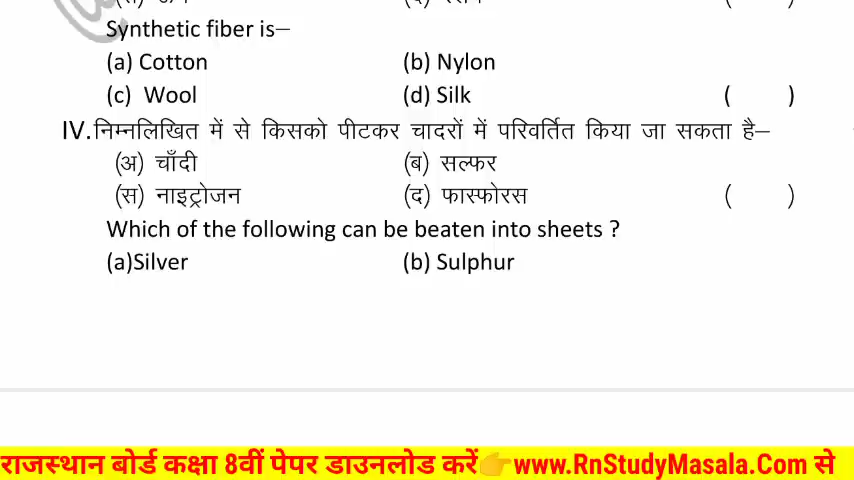 Synthetic fiber is–
(a) Cotton (b) Nylon
(c) Wool (d) Silk ( )
IV.निम्नलिखित में से किसको पीटकर चादरों में परिवर्तित किया जा सकता है–
(अ) चाँदी (ब) सल्फर
(स) नाइट्रोजन (द) फास्फोरस ( )
Which of the following can be beaten into sheets ?
(a)Silver (b) Sulphur
राजस्थान बोर्ड कक्षा 8वीं पेपर डाउनलोड करें👉www.RnStudyMasala.Com से